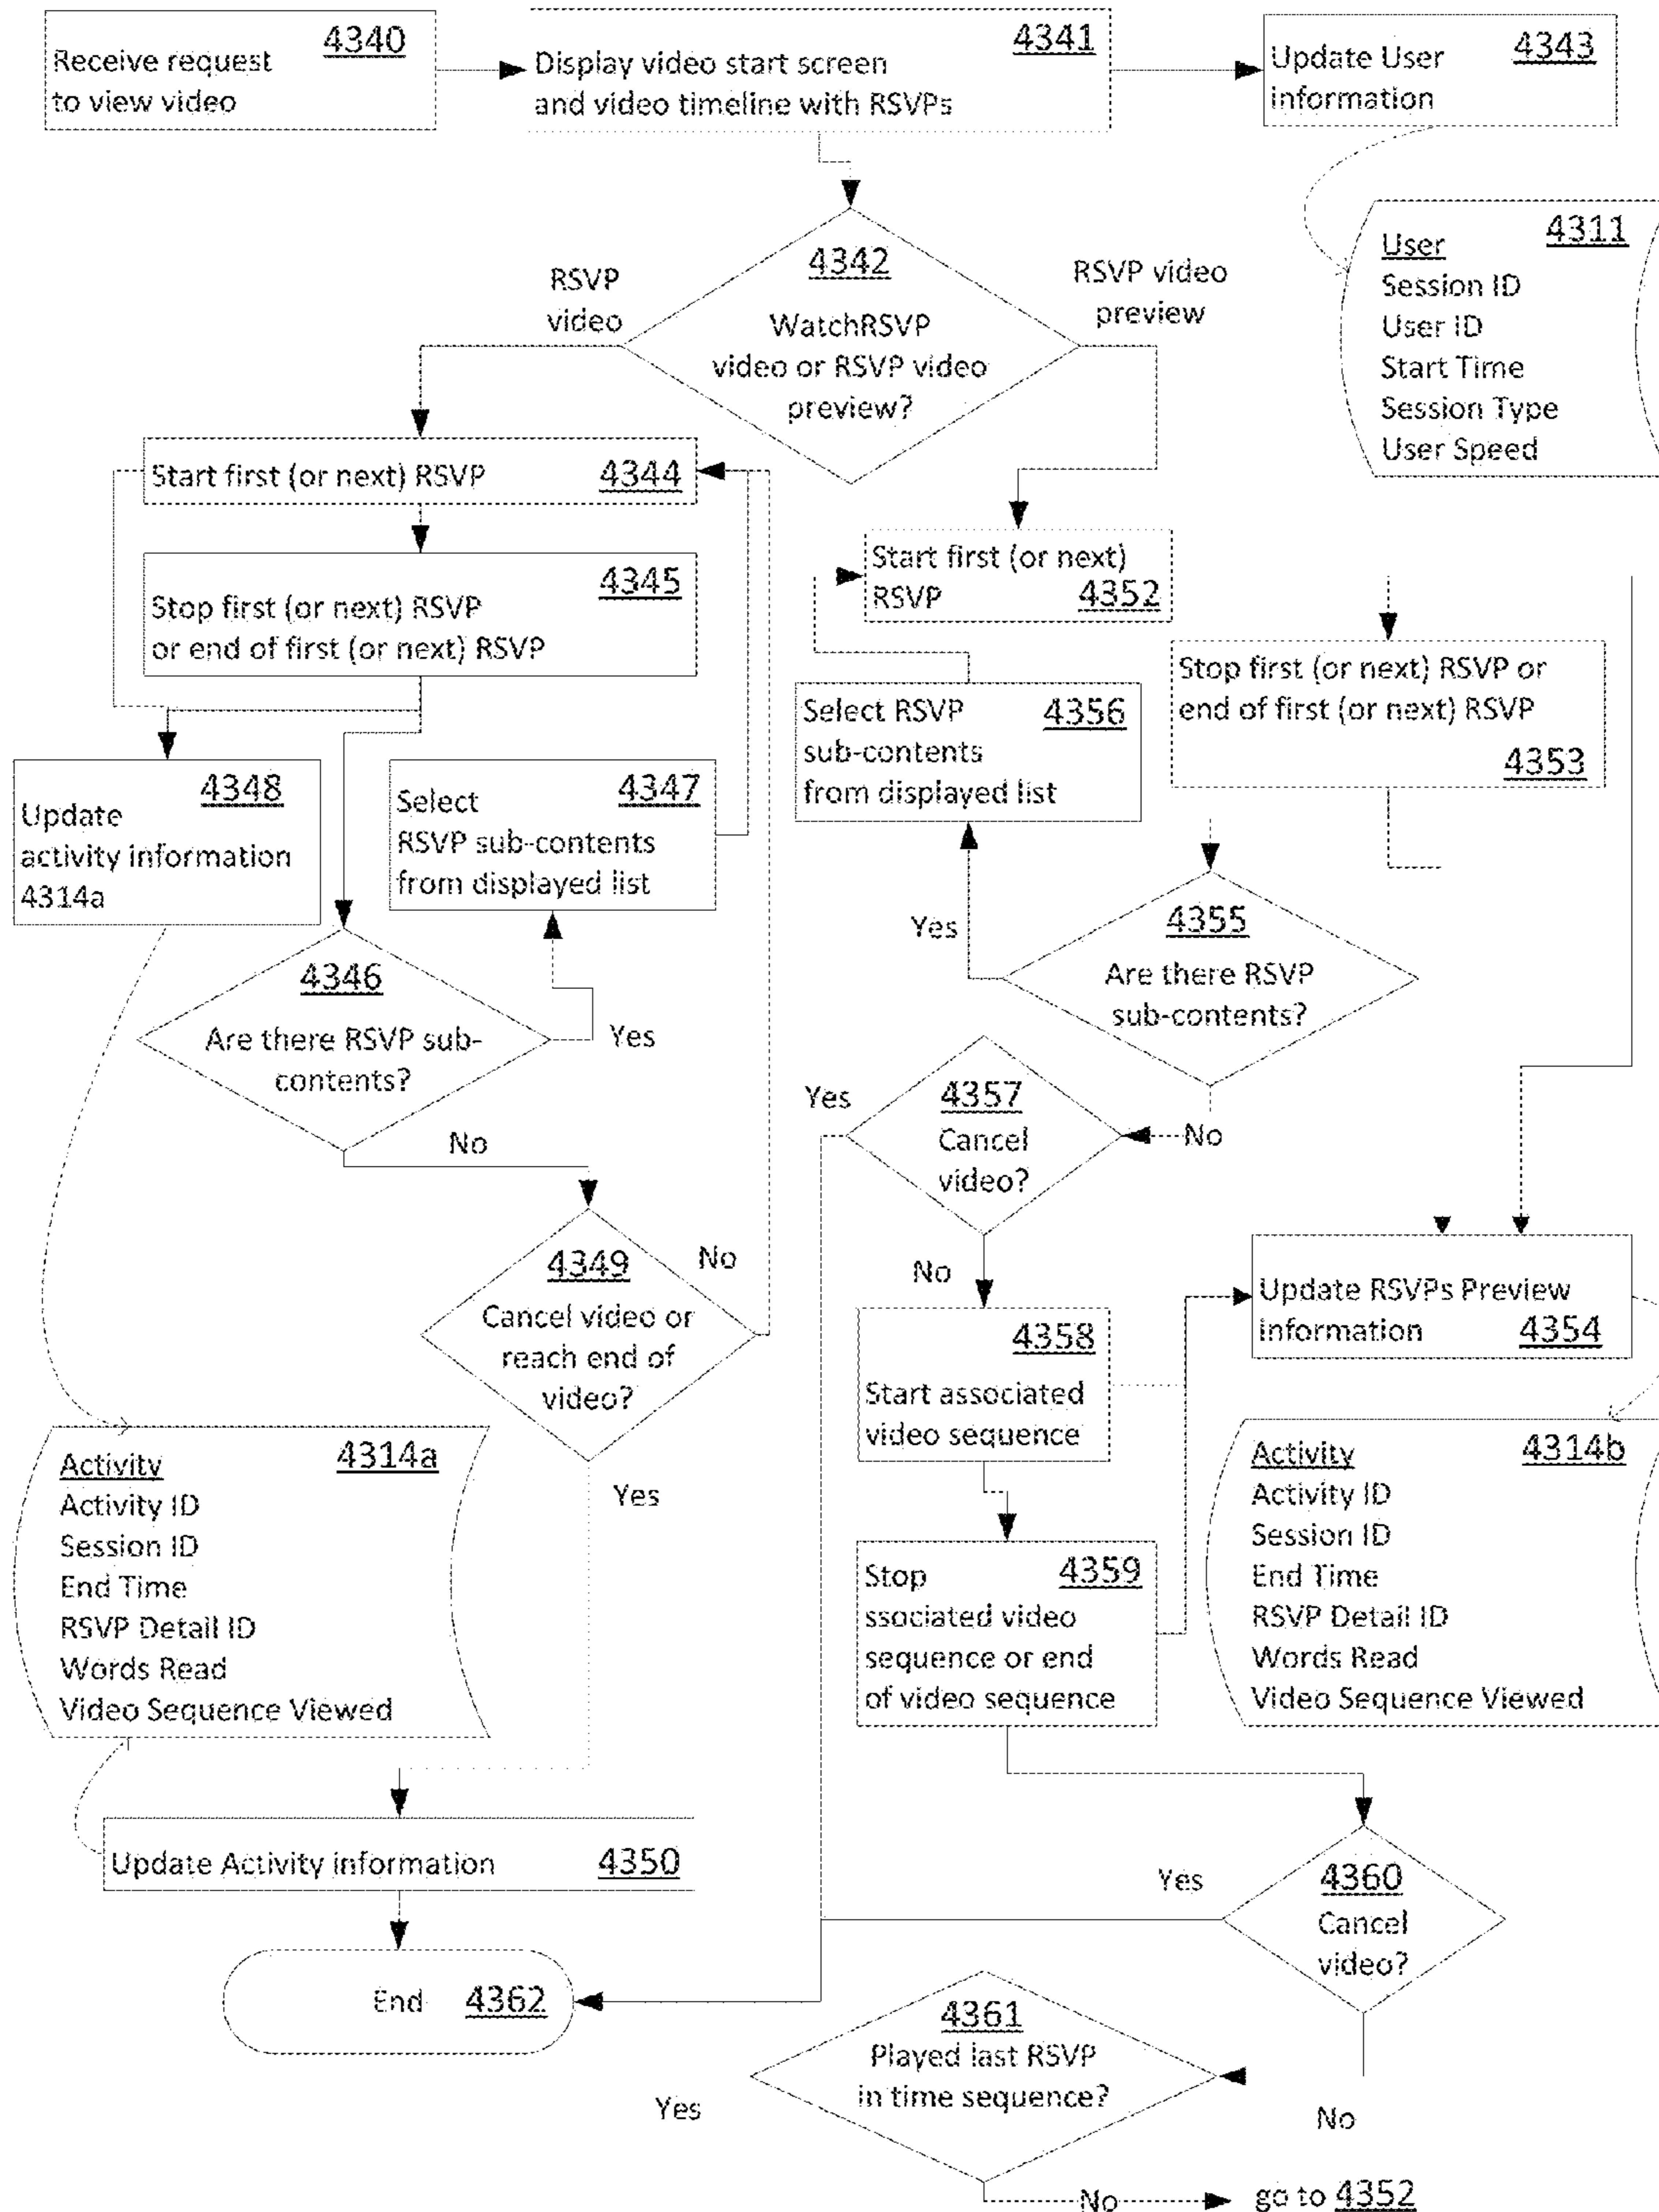 4340
Receive request
to view video
4341
Display video start screen
and video timeline with RSVPs
4343
Update User
information
4311
User
Session ID
User ID
Start Time
Session Type
User Speed
4342
WatchRSVP
video or RSVP video
preview?
RSVP
video
RSVP video
preview
Start first (or next) RSVP 4344
4345
Stop first (or next) RSVP
or end of first (or next) RSVP
Start first (or next)
RSVP 4352
Stop first (or next) RSVP or
end of first (or next) RSVP
4353
4348
Update
activity information
4314a
4347
Select
RSVP sub-contents
from displayed list
Select RSVP 4356
sub-contents
from displayed list
4346
Are there RSVP sub-
contents?
Yes
No
Yes
4355
Are there RSVP
sub-contents?
No
Yes
4357
Cancel
video?
No
4349
Cancel video or
reach end of
video?
No
Yes
4358
Start associated
video sequence
Update RSVPs Preview
information 4354
Activity 4314a
Activity ID
Session ID
End Time
RSVP Detail ID
Words Read
Video Sequence Viewed
Stop 4359
ssociated video
sequence or end
of video sequence
Activity 4314b
Activity ID
Session ID
End Time
RSVP Detail ID
Words Read
Video Sequence Viewed
Update Activity information 4350
Yes
4360
Cancel
video?
No
End 4362
4361
Played last RSVP
in time sequence?
Yes
No
go to 4352